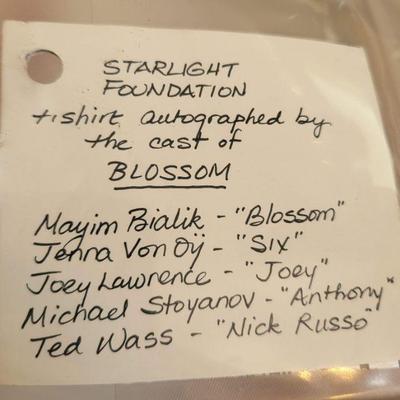 STARLIGHT
FOUNDATION
t-shirt autographed by
the cast of
BLOSSOM
Mayim Bialik - "Blossom"
Jenna Von Oÿ - "Six"
Joey Lawrence - "Joey"
Michael Stoyanov - "Anthony"
Ted Wass - "Nick Russo"